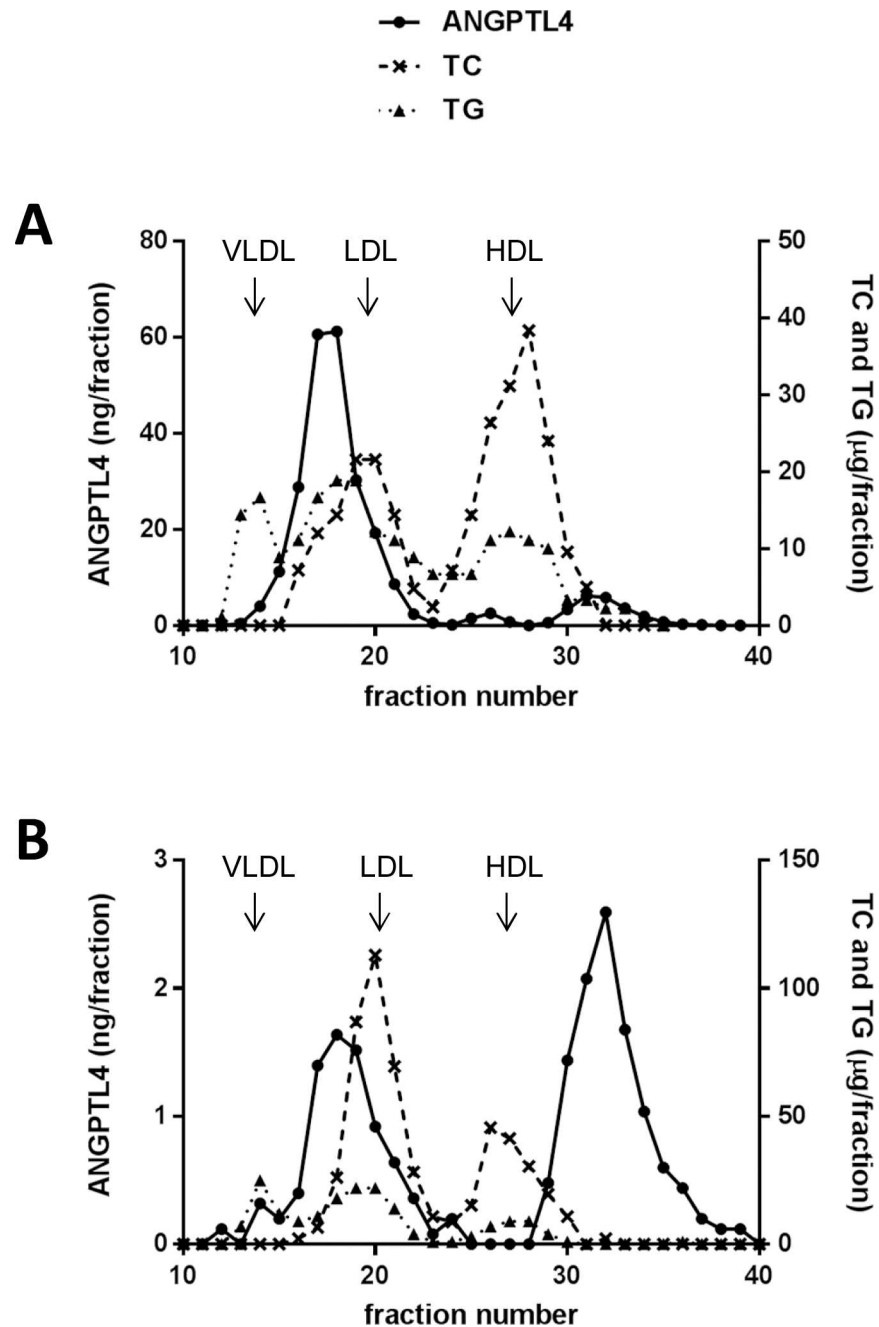 ANGPTL4
TC
TG
A
VLDL LDL HDL
80
60
40
20
0
50
40
30
20
10
0
ANGPTL4 (ng/fraction)
TC and TG (µg/fraction)
10 20 30 40
fraction number
B
VLDL LDL HDL
3
2
1
0
150
100
50
0
ANGPTL4 (ng/fraction)
TC and TG (µg/fraction)
10 20 30 40
fraction number